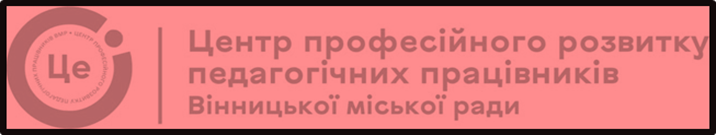 Це
Центр професійного розвитку
педагогічних працівників
Вінницької міської ради